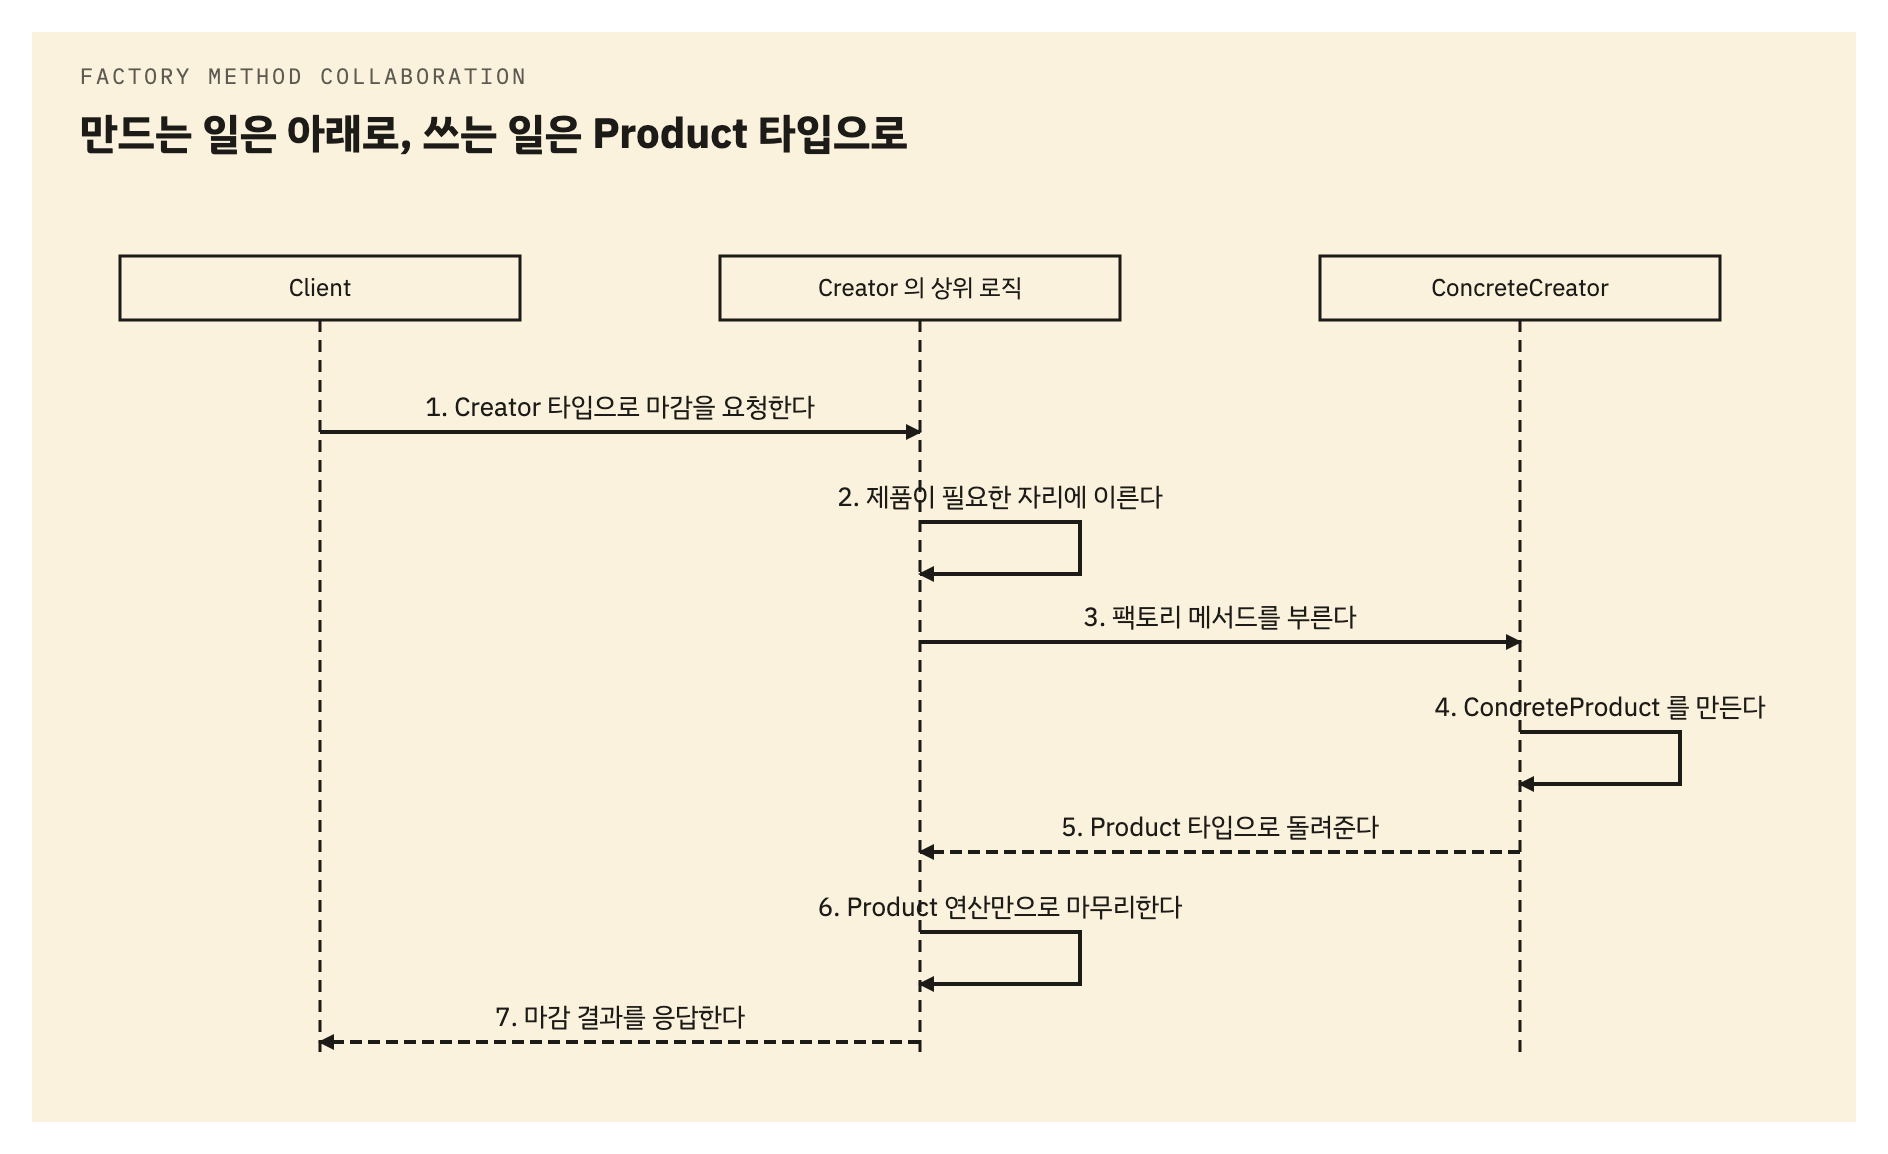 FACTORY METHOD COLLABORATION
만드는 일은 아래로, 쓰는 일은 Product 타입으로
Client
Creator 의 상위 로직
ConcreteCreator
1. Creator 타입으로 마감을 요청한다
2. 제품이 필요한 자리에 이른다
3. 팩토리 메서드를 부른다
4. ConcreteProduct 를 만든다
5. Product 타입으로 돌려준다
6. Product 연산만으로 마무리한다
7. 마감 결과를 응답한다